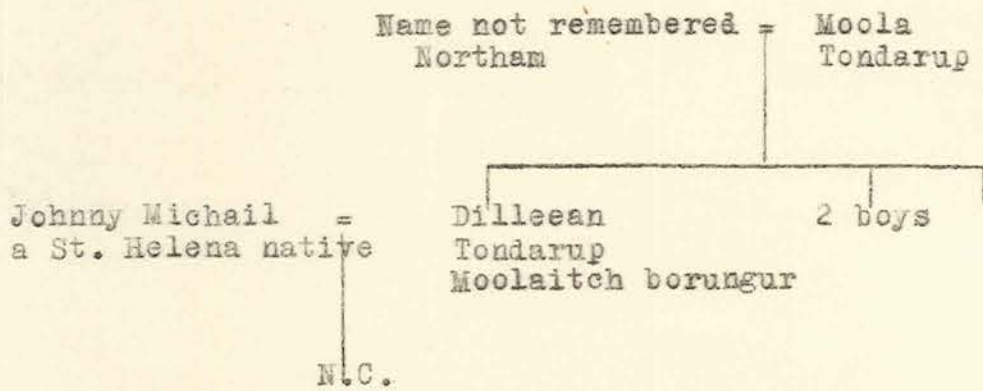 Name not remembered = Moola
Northam Tondarup
Johnny Michail = Dilleean 2 boys
a St. Helena native Tondarup
Moolaitch borungur
N.C.